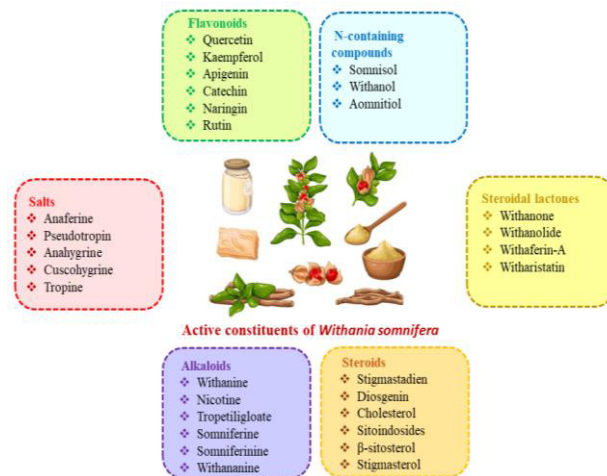 Flavonoids
❖ Quercetin
❖ Kaempferol
❖ Apigenin
❖ Catechin
❖ Naringin
❖ Rutin
N-containing
compounds
❖ Somnisol
❖ Withanol
❖ Aomnitiol
Salts
❖ Anaferine
❖ Pseudotropin
❖ Anahygrine
❖ Cuscohygrine
❖ Tropine
Steroidal lactones
❖ Withanone
❖ Withanolide
❖ Withaferin-A
❖ Witharistatin
Active constituents of Withania somnifera
Alkaloids
❖ Withanine
❖ Nicotine
❖ Tropetiligloate
❖ Somniferine
❖ Somniferinine
❖ Withananine
Steroids
❖ Stigmastadien
❖ Diosgenin
❖ Cholesterol
❖ Sitoindosides
❖ β-sitosterol
❖ Stigmasterol